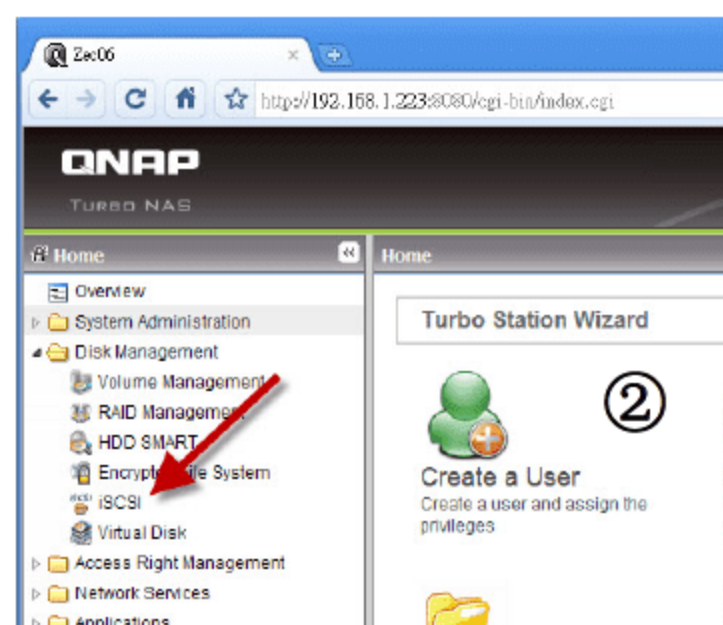 Zec06
http://192.168.1.223:8080/cgi-bin/index.cgi
QNAP
TURBO NAS
Home
Home
Overview
System Administration
Disk Management
Volume Management
RAID Management
HDD SMART
Encrypted File System
iSCSI
Virtual Disk
Access Right Management
Network Services
Applications
Turbo Station Wizard
②
Create a User
Create a user and assign the
privileges